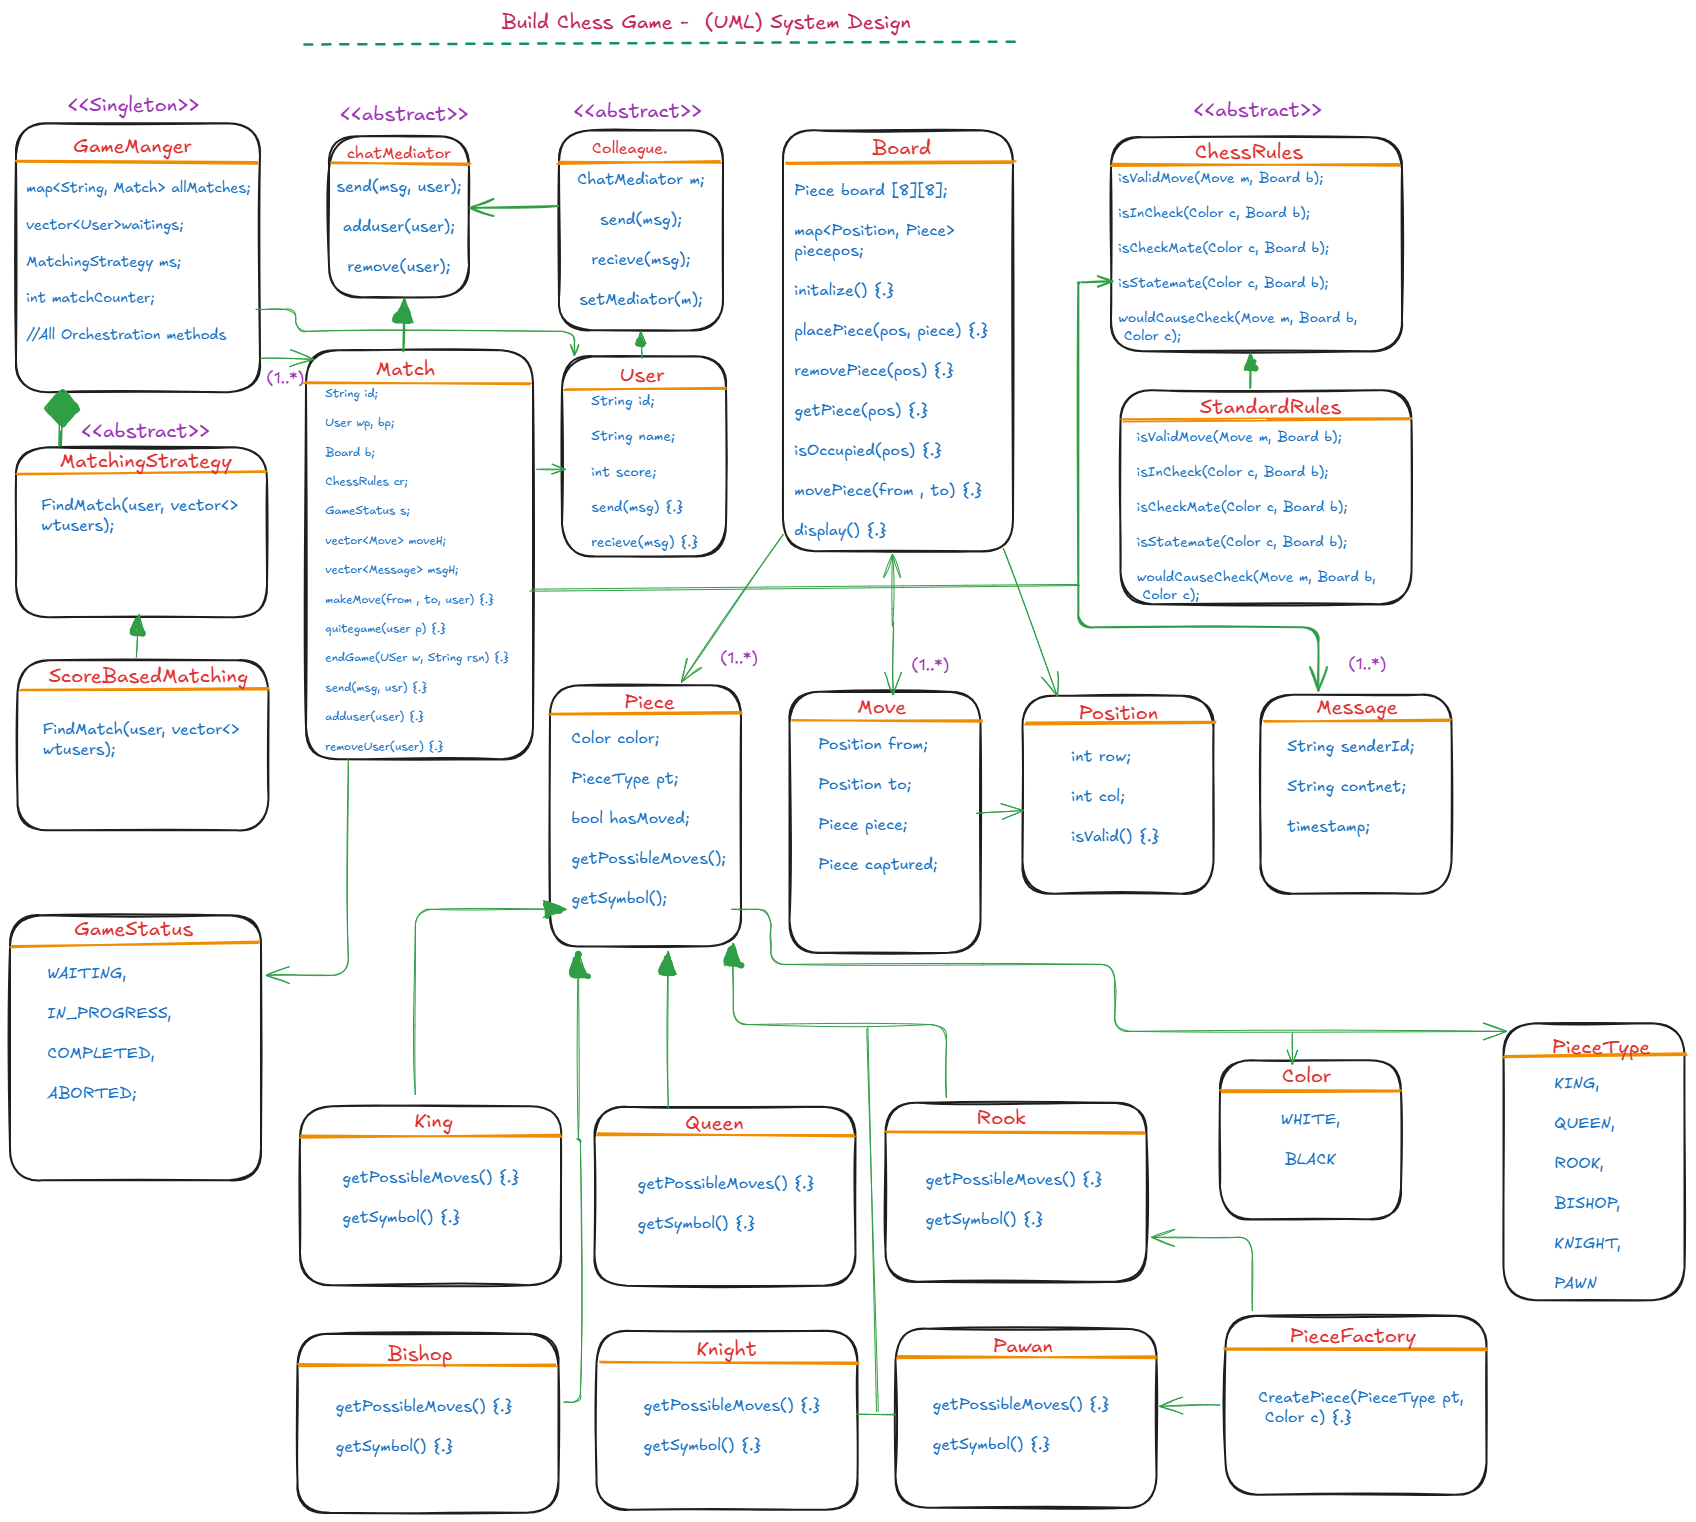 Build Chess Game - (UML) System Design
<<Singleton>>
GameManger
map<String, Match> allMatches;
vector<User>waitings;
MatchingStrategy ms;
int matchCounter;
//All Orchestration methods
(1..*)
<<abstract>>
chatMediator
send(msg, user);
adduser(user);
remove(user);
<<abstract>>
Colleague.
ChatMediator m;
send(msg);
recieve(msg);
setMediator(m);
Board
Piece board [8][8];
map<Position, Piece>
piecepos;
initalize() {.}
placePiece(pos, piece) {.}
removePiece(pos) {.}
getPiece(pos) {.}
isOccupied(pos) {.}
movePiece(from , to) {.}
display() {.}
<<abstract>>
ChessRules
isValidMove(Move m, Board b);
isInCheck(Color c, Board b);
isCheckMate(Color c, Board b);
isStatemate(Color c, Board b);
wouldCauseCheck(Move m, Board b,
Color c);
<<abstract>>
MatchingStrategy
FindMatch(user, vector<>
wtusers);
Match
String id;
User wp, bp;
Board b;
ChessRules cr;
GameStatus s;
vector<Move> moveH;
vector<Message> msgH;
makeMove(from , to, user) {.}
quitegame(user p) {.}
endGame(USer w, String rsn) {.}
send(msg, usr) {.}
adduser(user) {.}
removeUser(user) {.}
User
String id;
String name;
int score;
send(msg) {.}
recieve(msg) {.}
StandardRules
isValidMove(Move m, Board b);
isInCheck(Color c, Board b);
isCheckMate(Color c, Board b);
isStatemate(Color c, Board b);
wouldCauseCheck(Move m, Board b,
Color c);
ScoreBasedMatching
FindMatch(user, vector<>
wtusers);
(1..*)
Piece
Color color;
PieceType pt;
bool hasMoved;
getPossibleMoves();
getSymbol();
(1..*)
Move
Position from;
Position to;
Piece piece;
Piece captured;
Position
int row;
int col;
isValid() {.}
(1..*)
Message
String senderId;
String contnet;
timestamp;
GameStatus
WAITING,
IN_PROGRESS,
COMPLETED,
ABORTED;
King
getPossibleMoves() {.}
getSymbol() {.}
Queen
getPossibleMoves() {.}
getSymbol() {.}
Rook
getPossibleMoves() {.}
getSymbol() {.}
Color
WHITE,
BLACK
PieceType
KING,
QUEEN,
ROOK,
BISHOP,
KNIGHT,
PAWN
Bishop
getPossibleMoves() {.}
getSymbol() {.}
Knight
getPossibleMoves() {.}
getSymbol() {.}
Pawan
getPossibleMoves() {.}
getSymbol() {.}
PieceFactory
CreatePiece(PieceType pt,
Color c) {.}